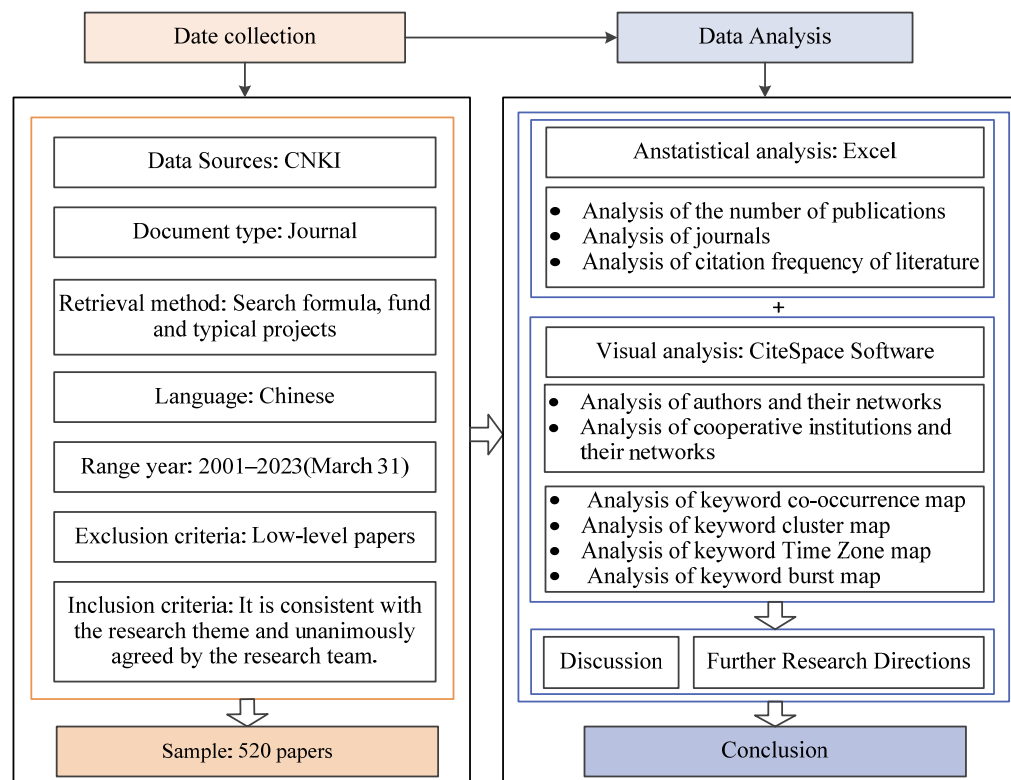 Date collection
Data Analysis
Data Sources: CNKI
Document type: Journal
Retrieval method: Search formula, fund
and typical projects
Language: Chinese
Range year: 2001–2023(March 31)
Exclusion criteria: Low-level papers
Inclusion criteria: It is consistent with
the research theme and unanimously
agreed by the research team.
Sample: 520 papers
Anstatistical analysis: Excel
• Analysis of the number of publications
• Analysis of journals
• Analysis of citation frequency of literature
+
Visual analysis: CiteSpace Software
• Analysis of authors and their networks
• Analysis of cooperative institutions and
their networks
• Analysis of keyword co-occurrence map
• Analysis of keyword cluster map
• Analysis of keyword Time Zone map
• Analysis of keyword burst map
Discussion
Further Research Directions
Conclusion